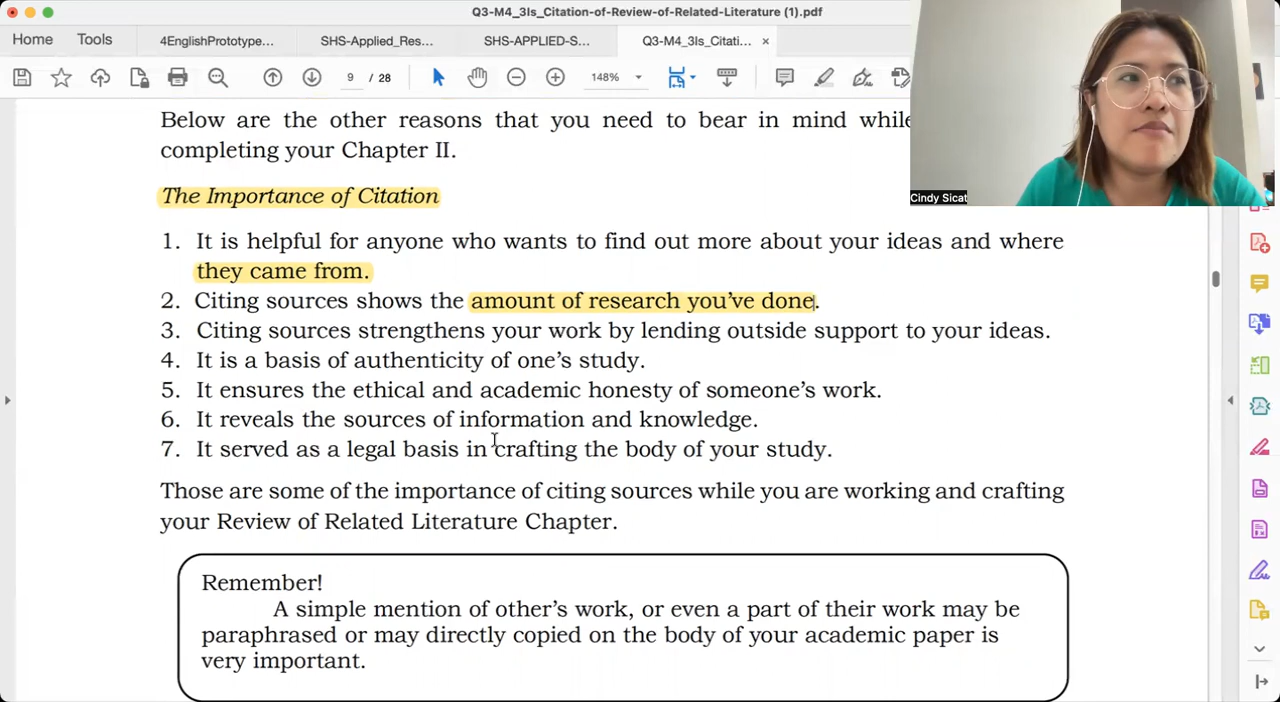 Q3-M4_3Is_Citation-of-Review-of-Related-Literature (1).pdf
Home Tools 4EnglishPrototype... SHS-Applied_Res... SHS-APPLIED-S... Q3-M4_3Is_Citati... ×
9 / 28 148%
Below are the other reasons that you need to bear in mind while
completing your Chapter II.
Cindy Sicat
The Importance of Citation
1. It is helpful for anyone who wants to find out more about your ideas and where
they came from.
2. Citing sources shows the amount of research you've done.
3. Citing sources strengthens your work by lending outside support to your ideas.
4. It is a basis of authenticity of one's study.
5. It ensures the ethical and academic honesty of someone's work.
6. It reveals the sources of information and knowledge.
7. It served as a legal basis in crafting the body of your study.
Those are some of the importance of citing sources while you are working and crafting
your Review of Related Literature Chapter.
Remember!
A simple mention of other's work, or even a part of their work may be
paraphrased or may directly copied on the body of your academic paper is
very important.